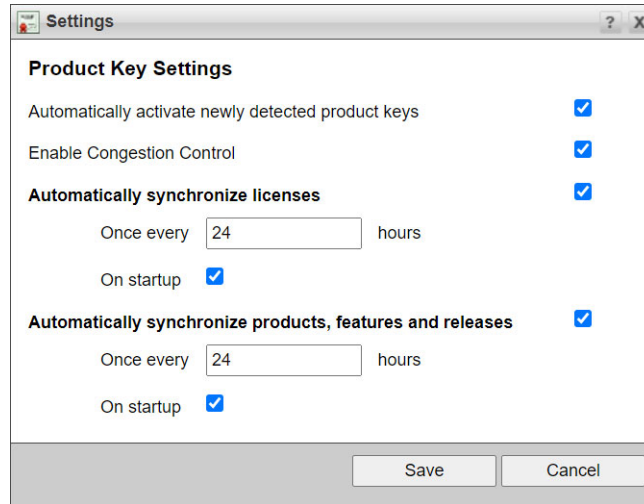 Settings
? X
Product Key Settings
Automatically activate newly detected product keys
Enable Congestion Control
Automatically synchronize licenses
Once every 24 hours
On startup
Automatically synchronize products, features and releases
Once every 24 hours
On startup
Save Cancel